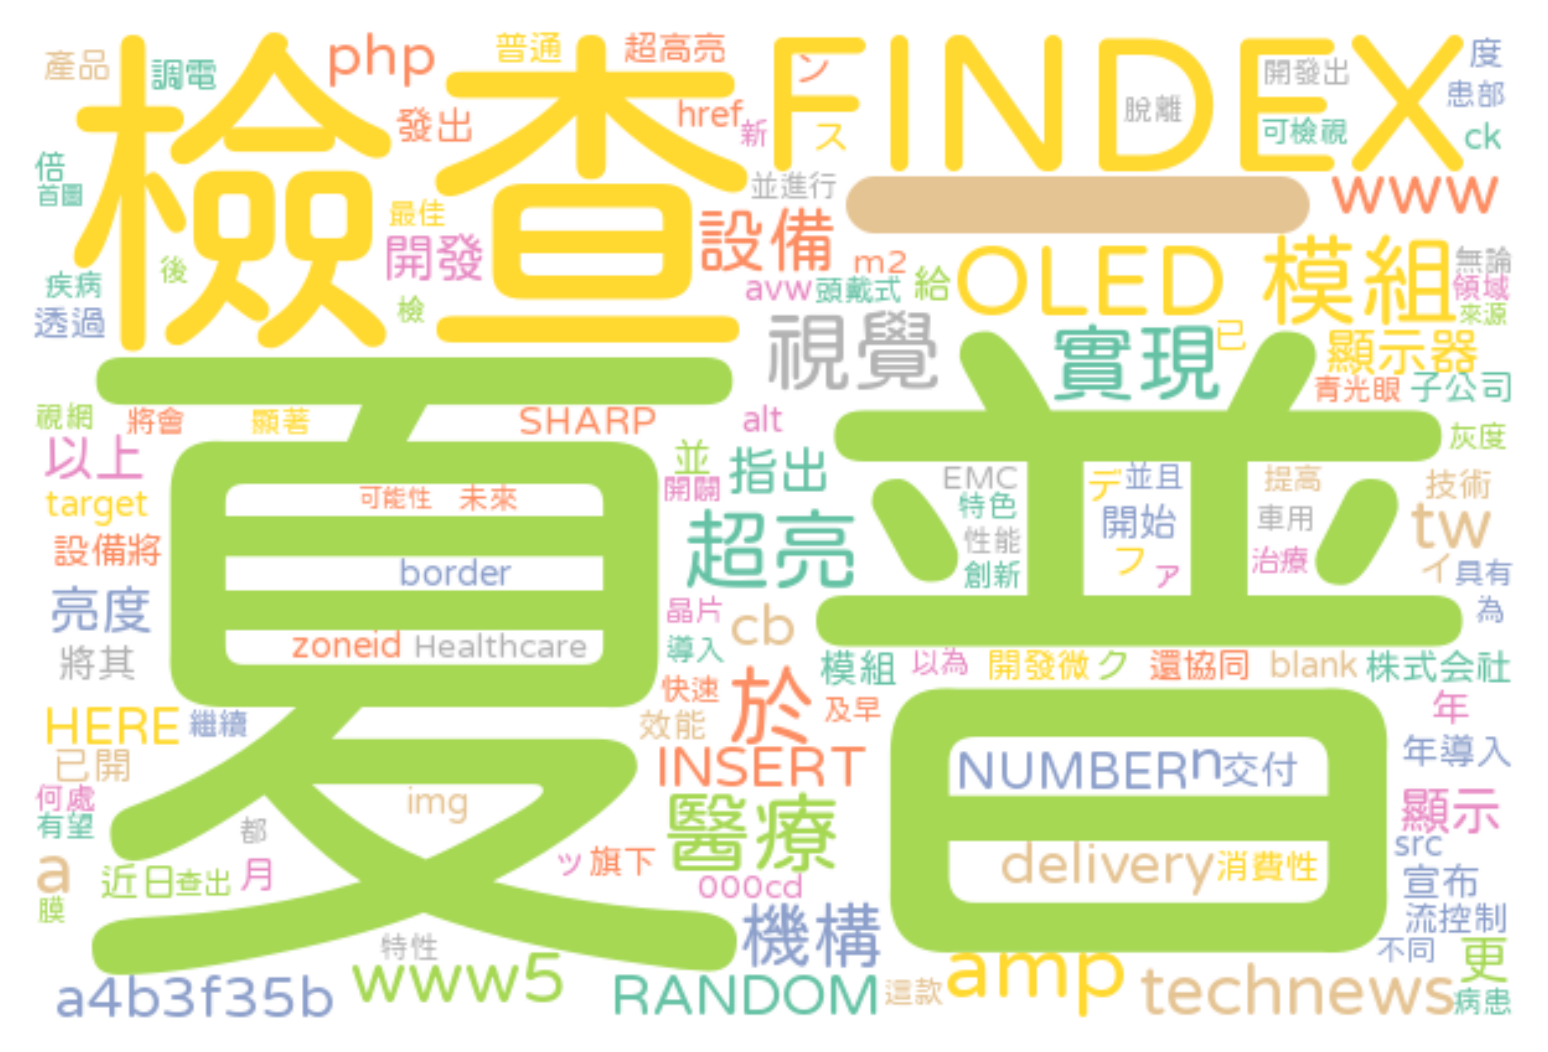 檢查
FINDEX
夏普
產品
調電
php
普通
超高亮
ン
開發出
度
患部
發出
href
新
ス
脫離
可檢視
ck
倍
首圖
並進行
www
最佳
開發
設備
m2
OLED
模組
無論
領域
來源
疾病
後
檢
avw
頭戴式
給
透過
視覺
實現
已
顯示器
青光眼
子公司
視網
將會
顯著
SHARP
alt
灰度
以上
並
開關
指出
EMC
デ
並且
提高
技術
target
可能性
未來
特色
開始
車用
tw
設備將
超亮
性能
創新
フ
ァ
治療
イ
具有
border
亮度
晶片
cb
為
將其
zoneid
Healthcare
導入
模組
以為
開發微
ク
還協同
blank
株式会社
快速
於
及早
年
HERE
繼續
效能
已開
INSERT
NUMBER
n
交付
年導入
何處
有望
img
醫療
顯示
都
src
a
近日
查出
月
ッ
旗下
delivery
消費性
宣布
膜
000cd
機構
流控制
特性
不同
更
a4b3f35b
www5
RANDOM
這款
amp
technews
病患